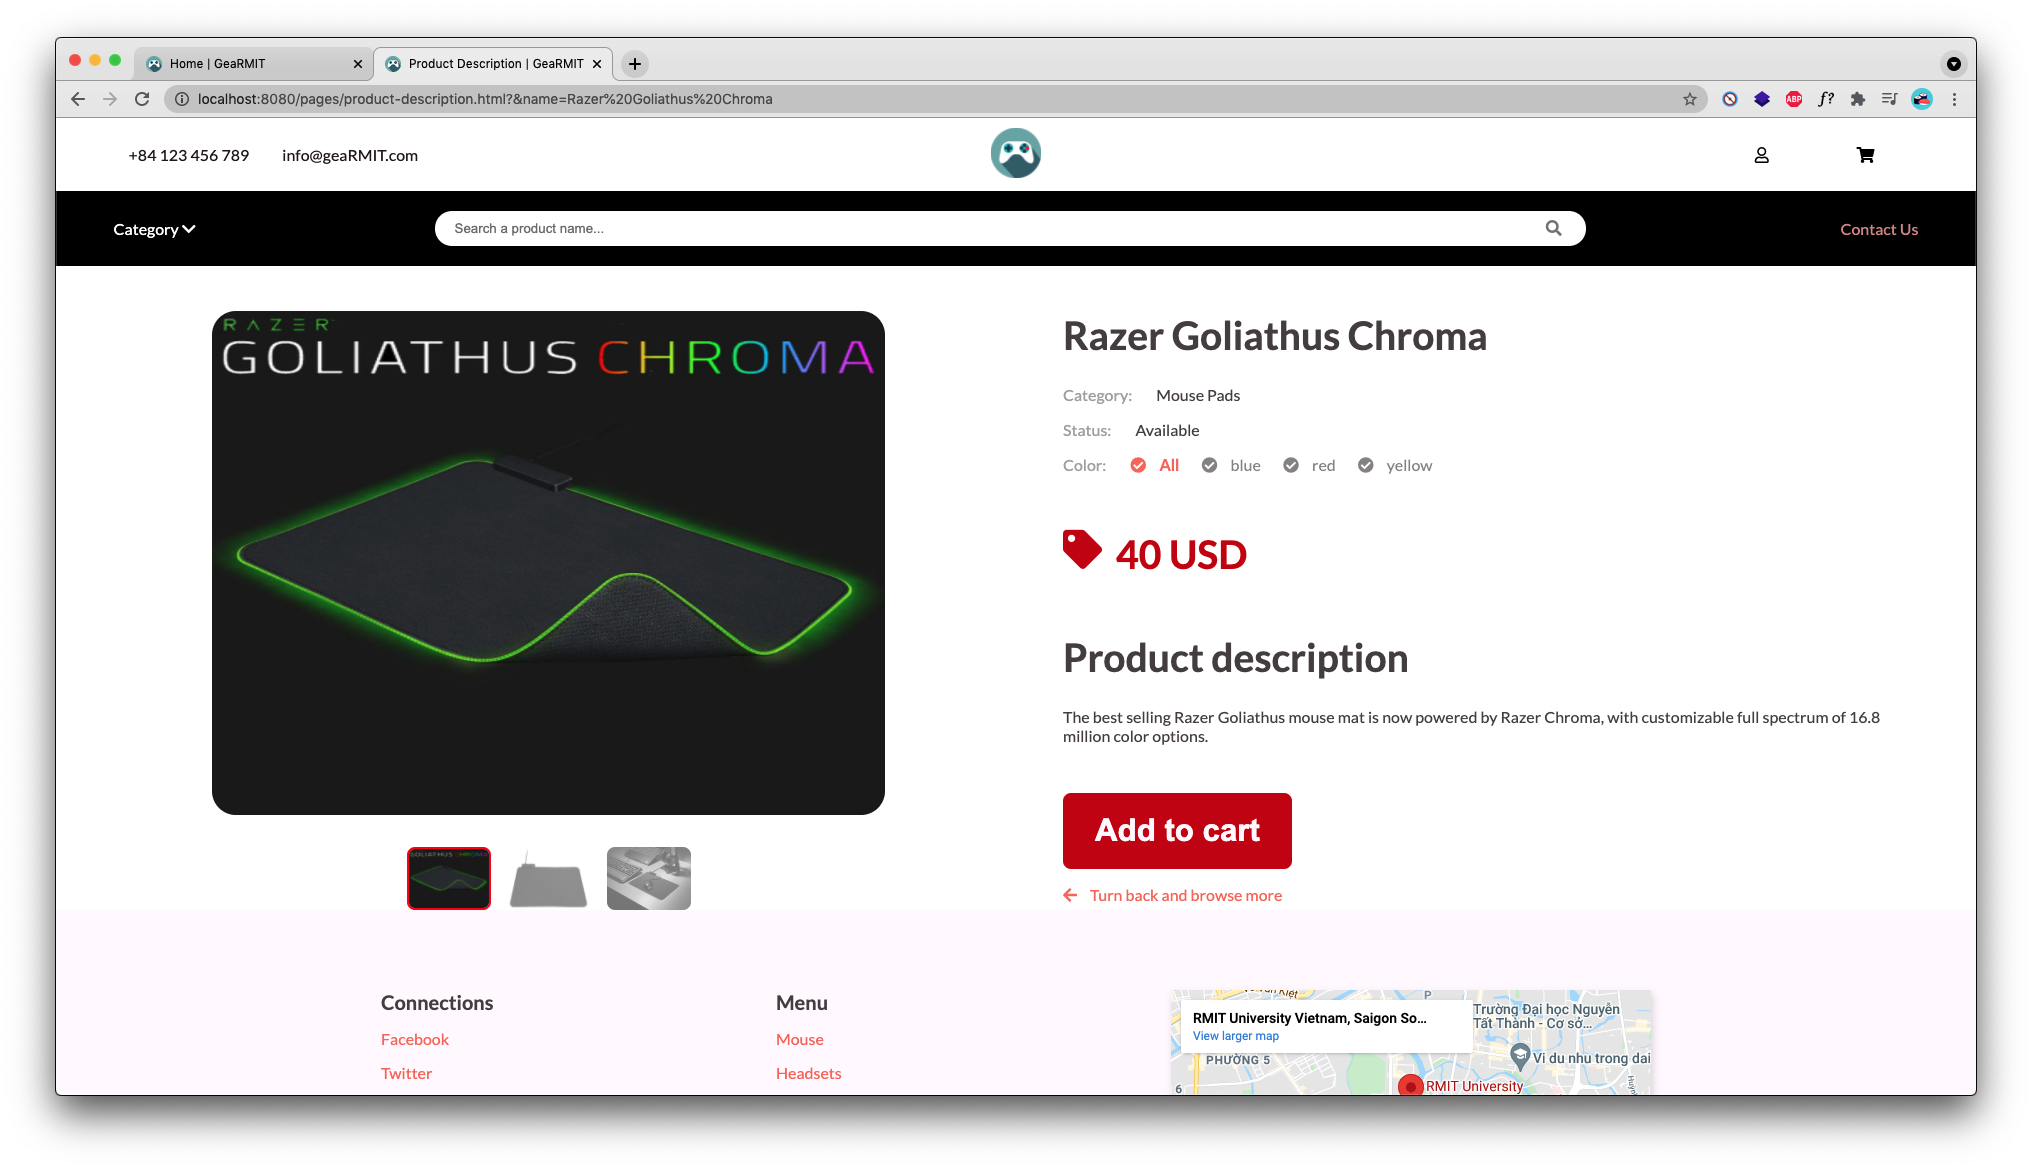 Home | GeaRMIT
Product Description | GeaRMIT
localhost:8080/pages/product-description.html?&name=Razer%20Goliathus%20Chroma
ABP
f?
+84 123 456 789
info@geaRMIT.com
Category
Search a product name...
Contact Us
RAZER
GOLIATHUS CHROMA
Razer Goliathus Chroma
Category: Mouse Pads
Status: Available
Color: All blue red yellow
40 USD
Product description
The best selling Razer Goliathus mouse mat is now powered by Razer Chroma, with customizable full spectrum of 16.8
million color options.
Add to cart
GOLIATHUS CHROMA
Turn back and browse more
Connections
Facebook
Twitter
Menu
Mouse
Headsets
RMIT University Vietnam, Saigon So...
View larger map
P
Trường Đại học Nguyễn
Tất Thành - Cơ sở...
PHƯỜNG 5
Vi du nhu trong dai
6
RMIT University